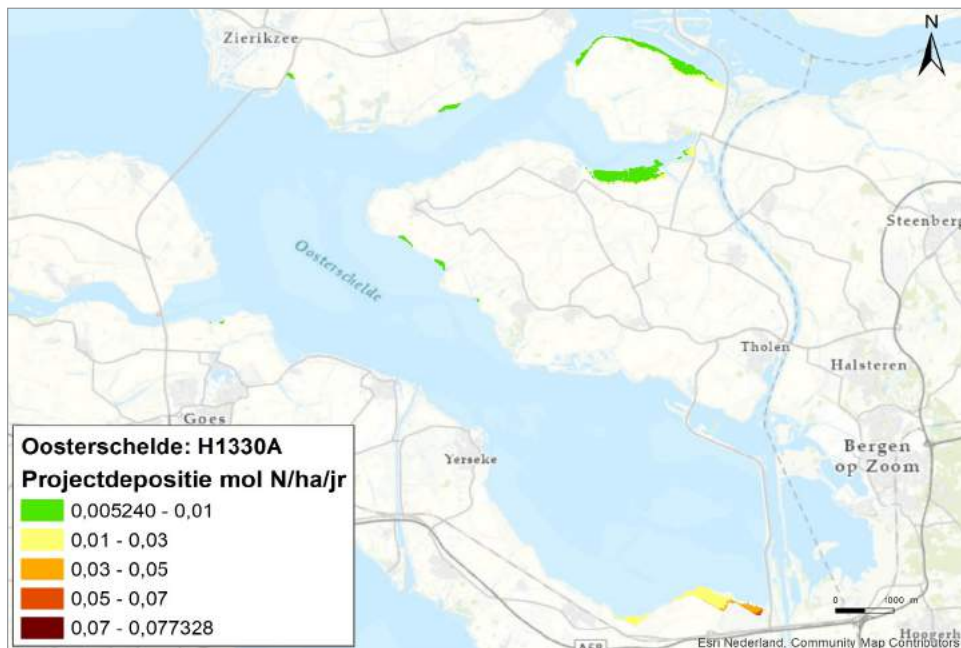 Zierikzee
N
Steenberg
Oosterschelde
Tholen
Halsteren
Goes
Bergen
op Zoom
Yerseke
Oosterschelde: H1330A
Projectdepositie mol N/ha/jr
0,005240 - 0,01
0,01 - 0,03
0,03 - 0,05
0,05 - 0,07
0,07 - 0,077328
0 1000 m
A58
Hoogerh
Esri Nederland, Community Map Contributors